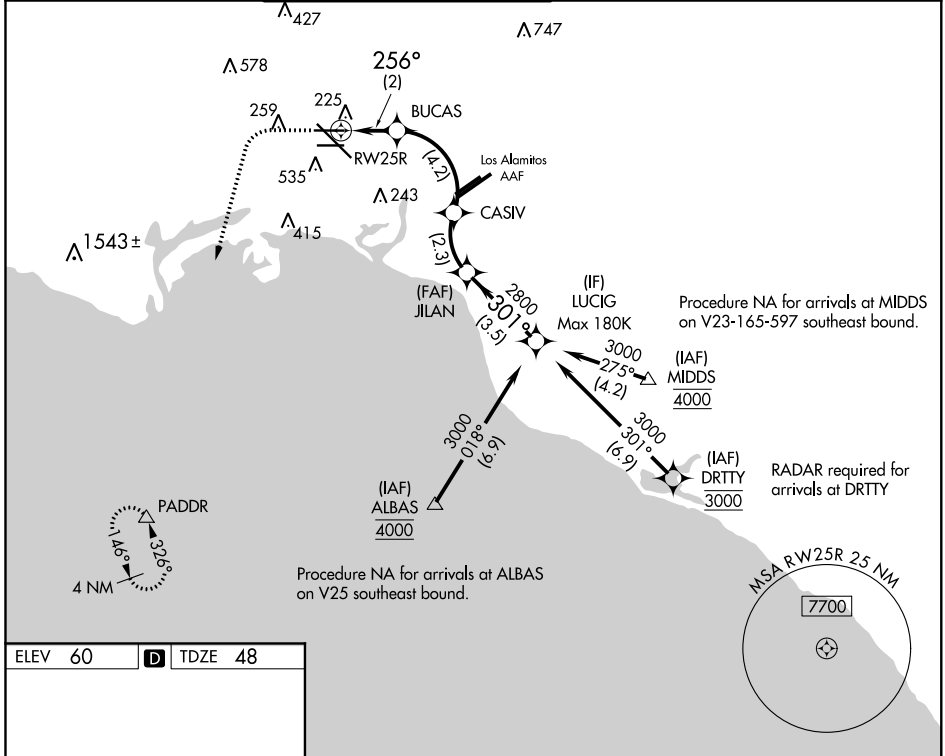 427
747
578
256°
(2)
259
225
BUCAS
RW25R
(4.2)
Los Alamitos
AAF
535
243
CASIV
415
1543 ±
(2.3)
(FAF)
JILAN
2800
301°
(3.5)
(IF)
LUCIG
Max 180K
Procedure NA for arrivals at MIDDS
on V23-165-597 southeast bound.
3000
275°
(4.2)
(IAF)
MIDDS
4000
3000
018°
(6.9)
3000
301°
(6.9)
(IAF)
DRTTY
3000
RADAR required for
arrivals at DRTTY
(IAF)
ALBAS
4000
PADDR
146°
326°
4 NM
Procedure NA for arrivals at ALBAS
on V25 southeast bound.
MSA RW25R 25 NM
7700
ELEV 60 D TDZE 48